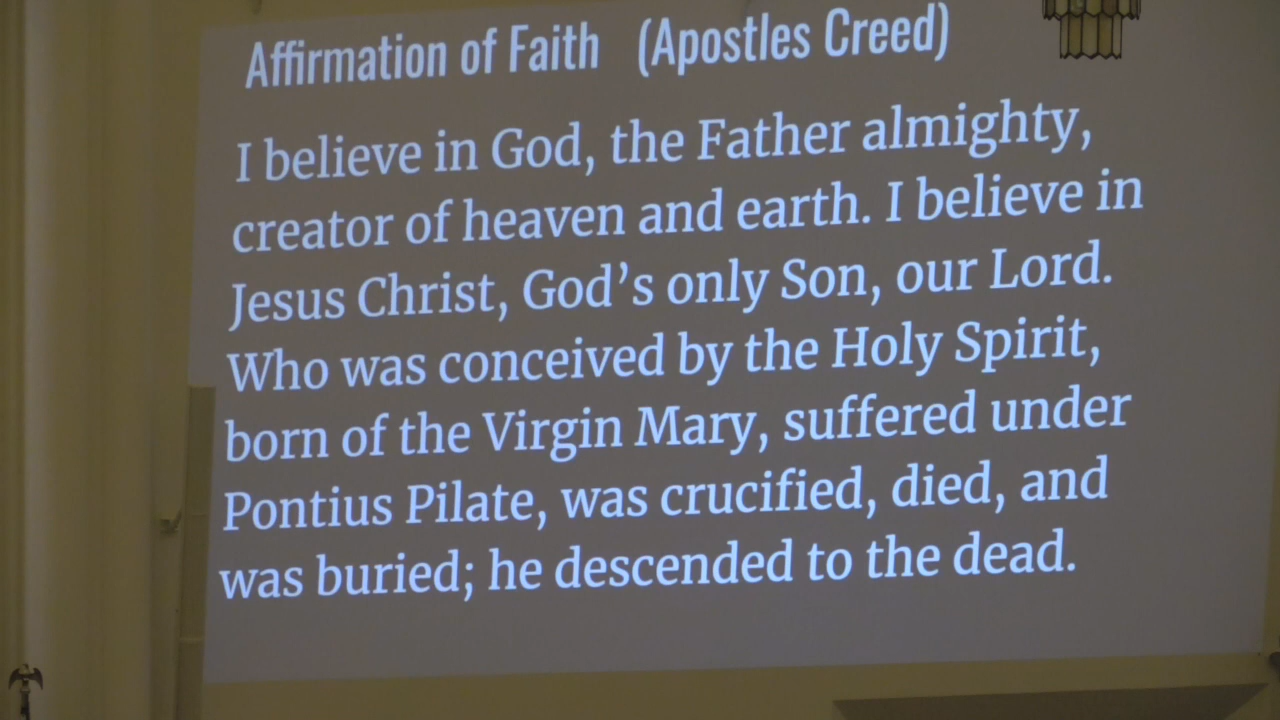 Affirmation of Faith (Apostles Creed)
I believe in God, the Father almighty,
creator of heaven and earth. I believe in
Jesus Christ, God’s only Son, our Lord.
Who was conceived by the Holy Spirit,
born of the Virgin Mary, suffered under
Pontius Pilate, was crucified, died, and
was buried; he descended to the dead.